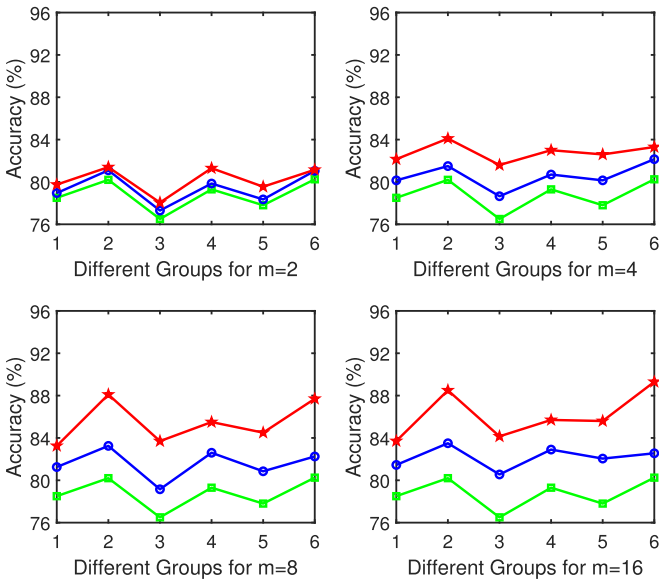 96
92
88
84
80
76
Accuracy (%)
1 2 3 4 5 6
Different Groups for m=2
96
92
88
84
80
76
Accuracy (%)
1 2 3 4 5 6
Different Groups for m=4
96
92
88
84
80
76
Accuracy (%)
1 2 3 4 5 6
Different Groups for m=8
96
92
88
84
80
76
Accuracy (%)
1 2 3 4 5 6
Different Groups for m=16